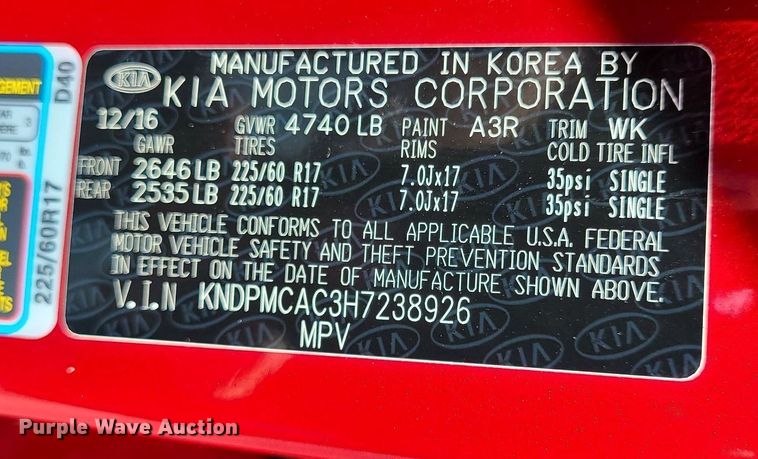 MANUFACTURED IN KOREA BY
KIA
KIA MOTORS CORPORATION
12/16 GVWR 4740 LB PAINT A3R TRIM WK
GAWR TIRES RIMS COLD TIRE INFL
FRONT 2646 LB 225/60 R17 7.0Jx17 35psi SINGLE
REAR 2535 LB 225/60 R17 7.0Jx17 35psi SINGLE
THIS VEHICLE CONFORMS TO ALL APPLICABLE U.S.A. FEDERAL
MOTOR VEHICLE SAFETY AND THEFT PREVENTION STANDARDS
IN EFFECT ON THE DATE OF MANUFACTURE SHOWN ABOVE.
V.I.N KNDPMCAC3H7238926
MPV
D40
225/60R17
Purple Wave Auction